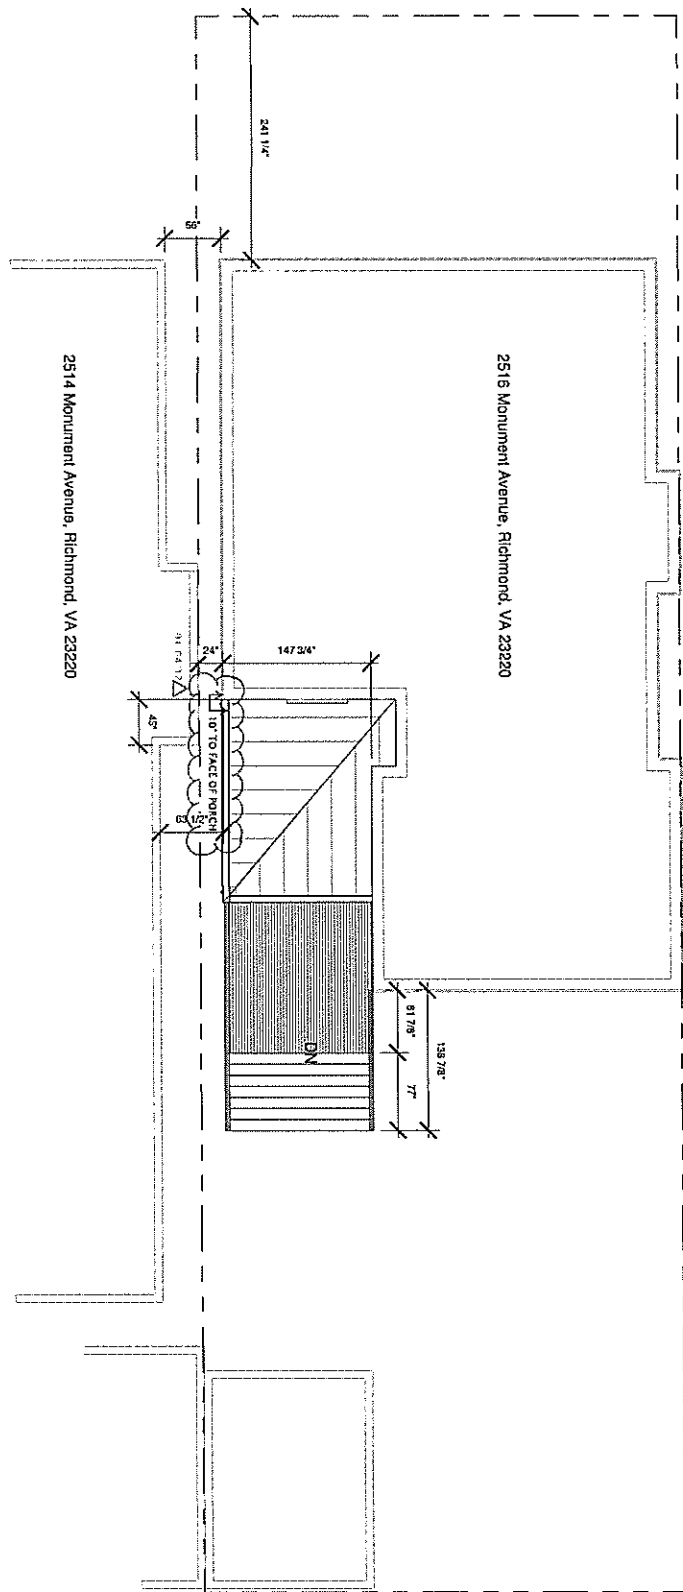 241 1/4"
56"
2514 Monument Avenue, Richmond, VA 23220
2516 Monument Avenue, Richmond, VA 23220
24"
147 3/4"
45"
10" TO FACE OF PORCH
63 1/2"
61 7/8"
138 7/8"
77"
DN